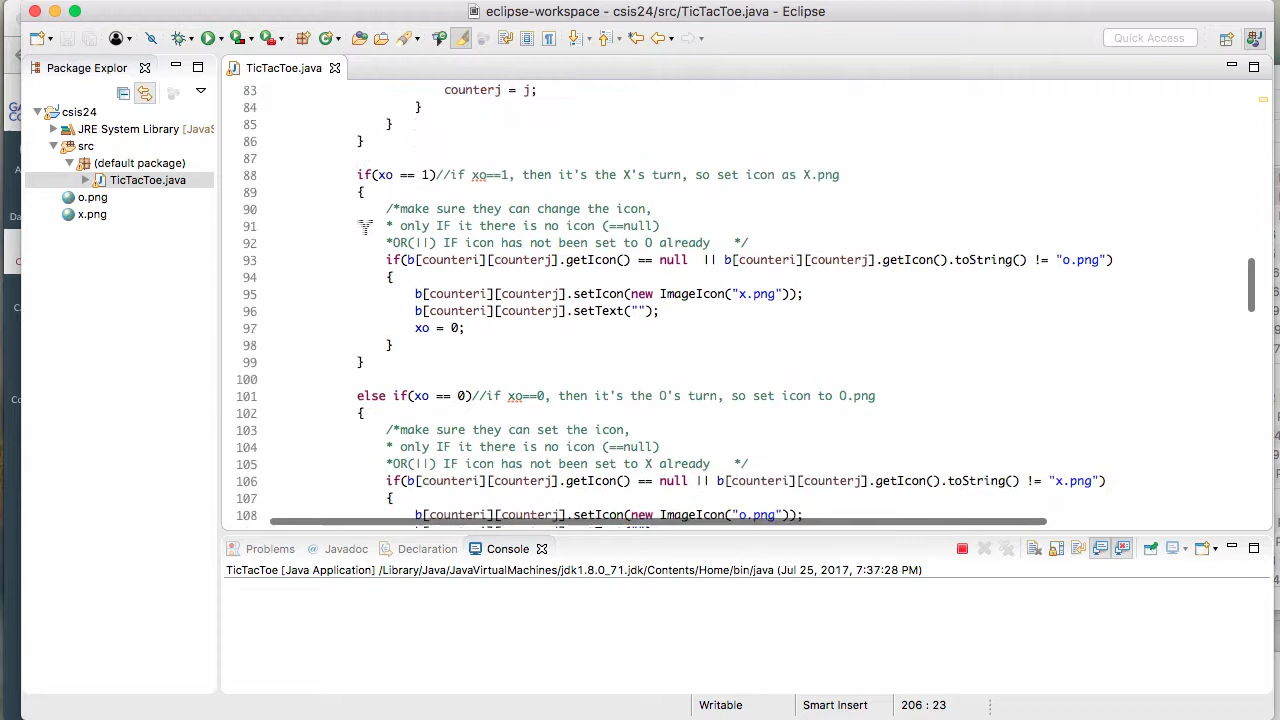 eclipse-workspace - csis24/src/TicTacToe.java - Eclipse
Quick Access
Package Explor
TicTacToe.java
csis24
JRE System Library [JavaS
src
(default package)
TicTacToe.java
o.png
x.png
83 counterj = j;
84 }
85 }
86 }
87
88 if(xo == 1)//if xo==1, then it's the X's turn, so set icon as X.png
89 {
90 /*make sure they can change the icon,
91 * only IF it there is no icon (==null)
92 *OR(||) IF icon has not been set to O already */
93 if(b[counteri][counterj].getIcon() == null || b[counteri][counterj].getIcon().toString() != "o.png")
94 {
95 b[counteri][counterj].setIcon(new ImageIcon("x.png"));
96 b[counteri][counterj].setText("");
97 xo = 0;
98 }
99 }
100
101 else if(xo == 0)//if xo==0, then it's the O's turn, so set icon to O.png
102 {
103 /*make sure they can set the icon,
104 * only IF it there is no icon (==null)
105 *OR(||) IF icon has not been set to X already */
106 if(b[counteri][counterj].getIcon() == null || b[counteri][counterj].getIcon().toString() != "x.png")
107 {
108 b[counteri][counterj].setIcon(new ImageIcon("o.png"));
Problems @ Javadoc Declaration Console
TicTacToe [Java Application] /Library/Java/JavaVirtualMachines/jdk1.8.0_71.jdk/Contents/Home/bin/java (Jul 25, 2017, 7:37:28 PM)
Writable Smart Insert 206 : 23